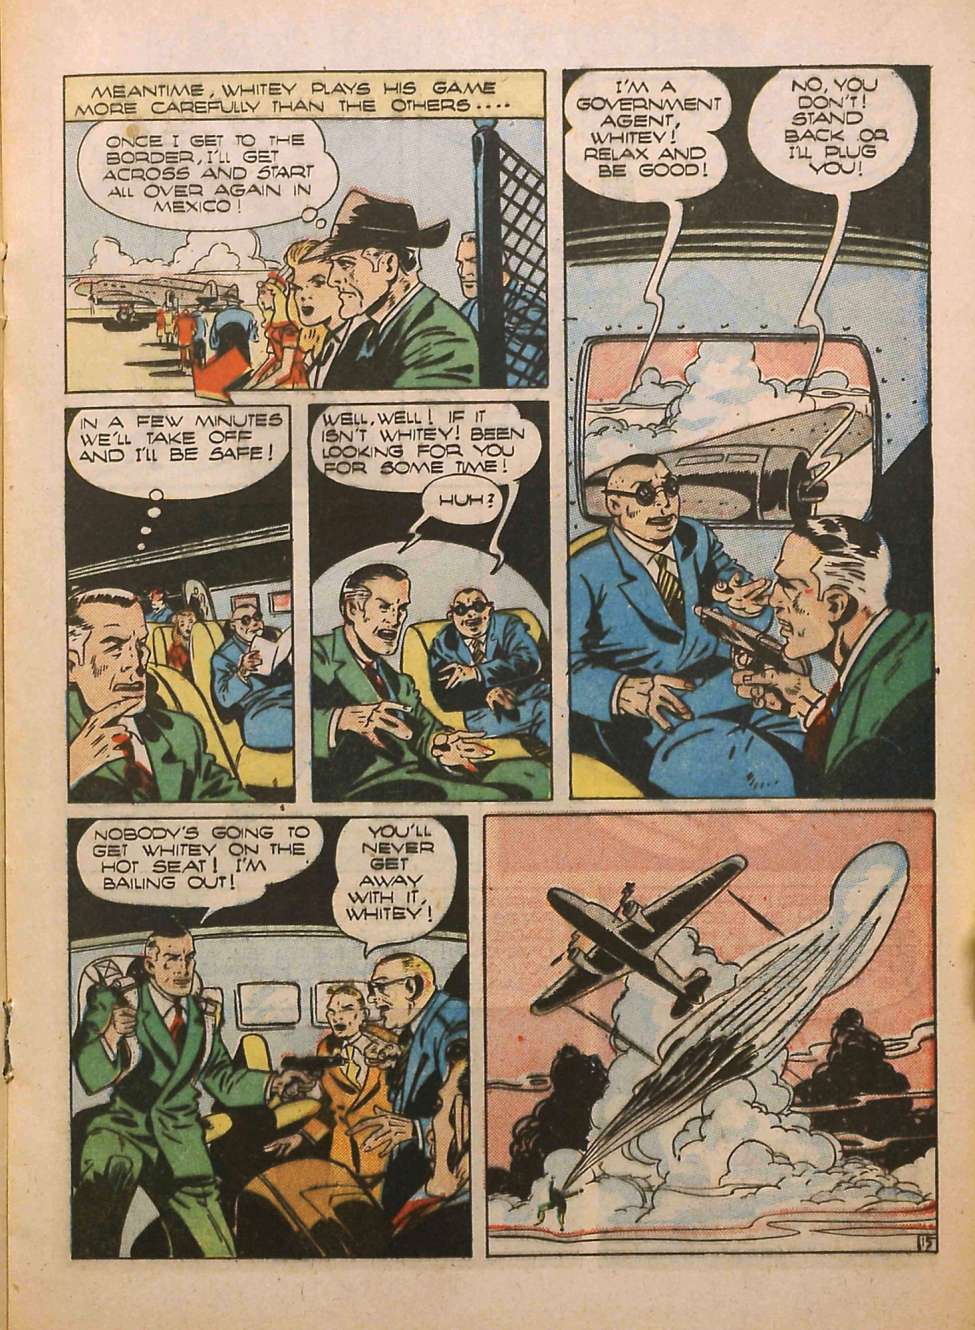 MEANTIME, WHITEY PLAYS HIS GAME
MORE CAREFULLY THAN THE OTHERS....
ONCE I GET TO THE
BORDER, I'LL GET
ACROSS AND START
ALL OVER AGAIN IN
MEXICO!
IN A FEW MINUTES
WE'LL TAKE OFF
AND I'LL BE SAFE!
WELL, WELL! IF IT
ISN'T WHITEY! BEEN
LOOKING FOR YOU
FOR SOME TIME!
HUH?
I'M A
GOVERNMENT
AGENT,
WHITEY!
RELAX AND
BE GOOD!
NO, YOU
DON'T!
STAND
BACK OR
I'LL PLUG
YOU!
NOBODY'S GOING TO
GET WHITEY ON THE
HOT SEAT! I'M
BAILING OUT!
YOU'LL
NEVER
GET
AWAY
WITH IT,
WHITEY!
15